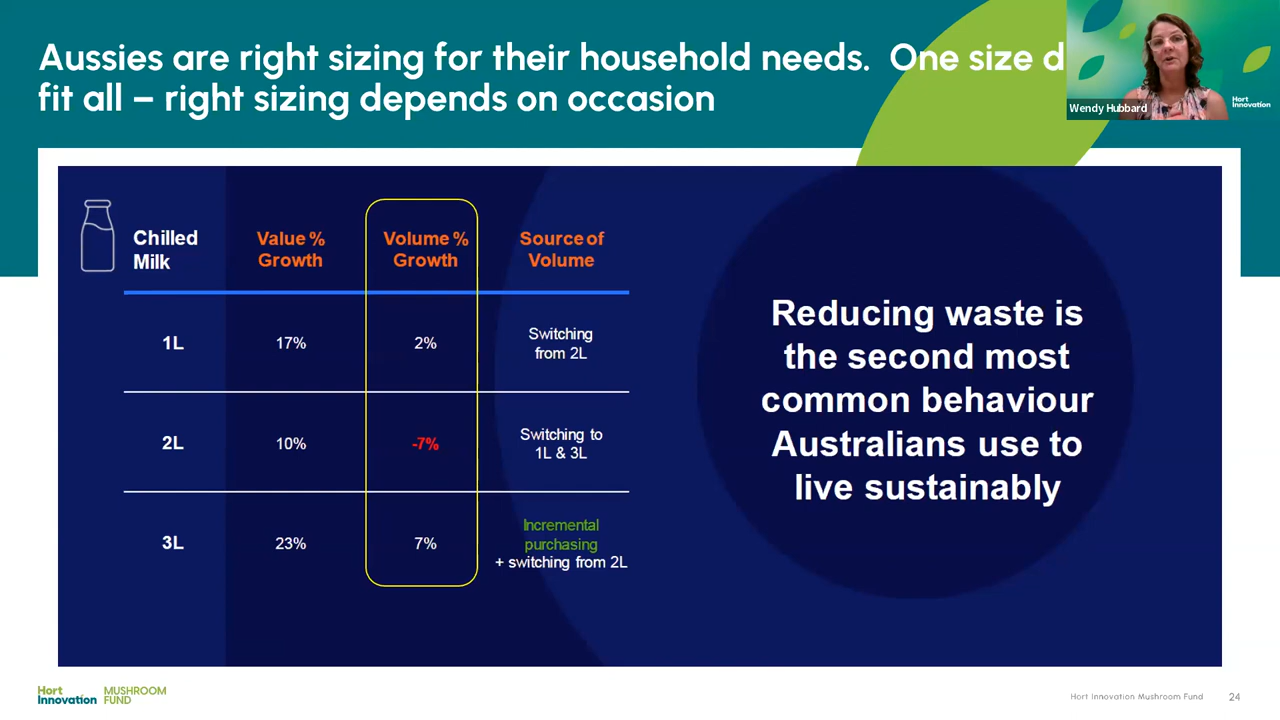 Aussies are right sizing for their household needs.  One size d
fit all – right sizing depends on occasion
Wendy Hubbard
Hort
Innovation
Chilled
Milk
Value %
Growth
Volume %
Growth
Source of
Volume
1L
17%
2%
Switching
from 2L
2L
10%
-7%
Switching to
1L & 3L
3L
23%
7%
Incremental
purchasing
+ switching from 2L
Reducing waste is
the second most
common behaviour
Australians use to
live sustainably
Hort
Innovation
MUSHROOM
FUND
Hort Innovation Mushroom Fund
24